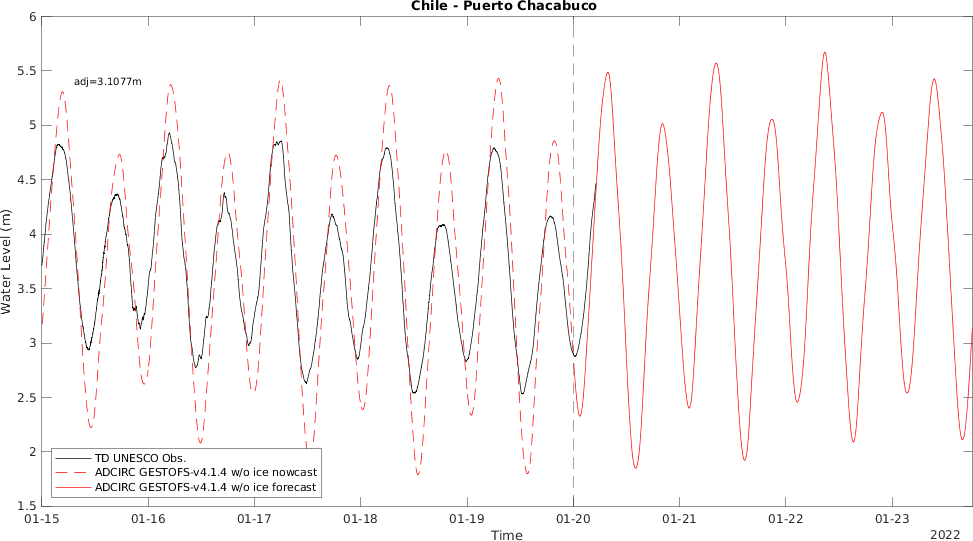 Chile - Puerto Chacabuco
adj=3.1077m
Water Level (m)
6
5.5
5
4.5
4
3.5
3
2.5
2
1.5
TD UNESCO Obs.
ADCIRC GESTOFS-v4.1.4 w/o ice nowcast
ADCIRC GESTOFS-v4.1.4 w/o ice forecast
01-15 01-16 01-17 01-18 01-19 01-20 01-21 01-22 01-23
Time
2022